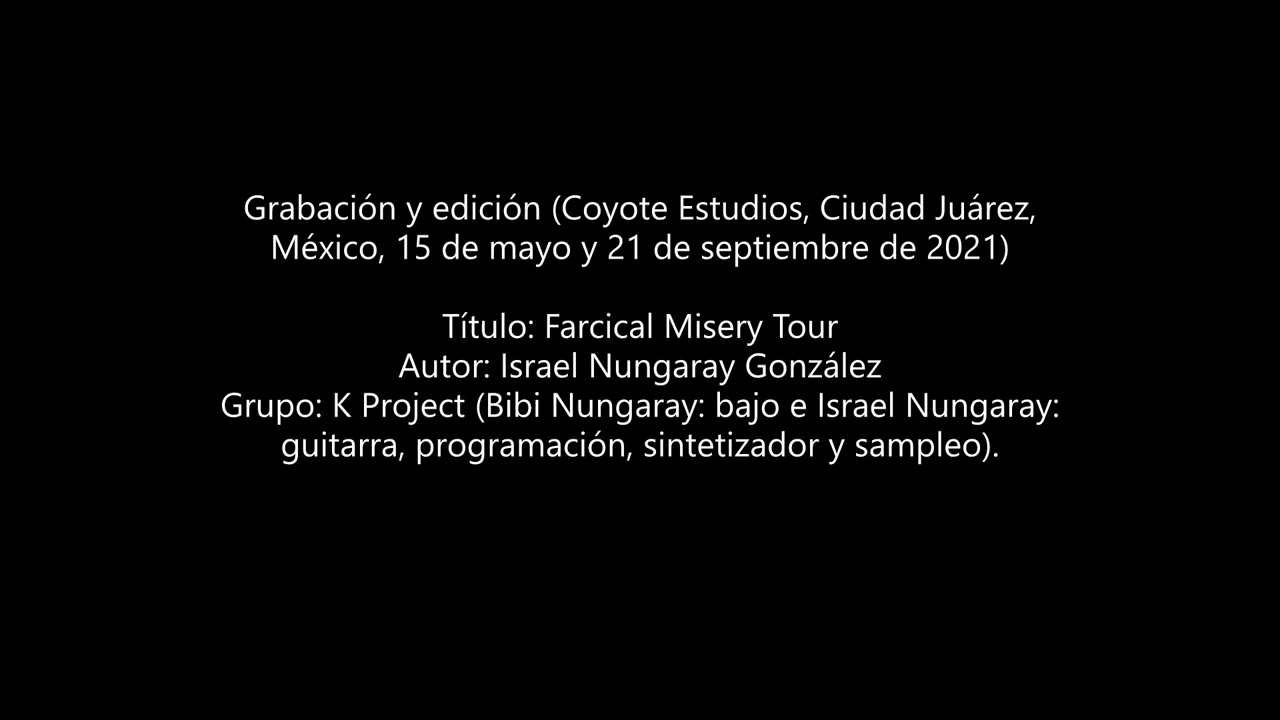 Grabación y edición (Coyote Estudios, Ciudad Juárez,
México, 15 de mayo y 21 de septiembre de 2021)
Título: Farcical Misery Tour
Autor: Israel Nungaray González
Grupo: K Project (Bibi Nungaray: bajo e Israel Nungaray:
guitarra, programación, sintetizador y sampleo).